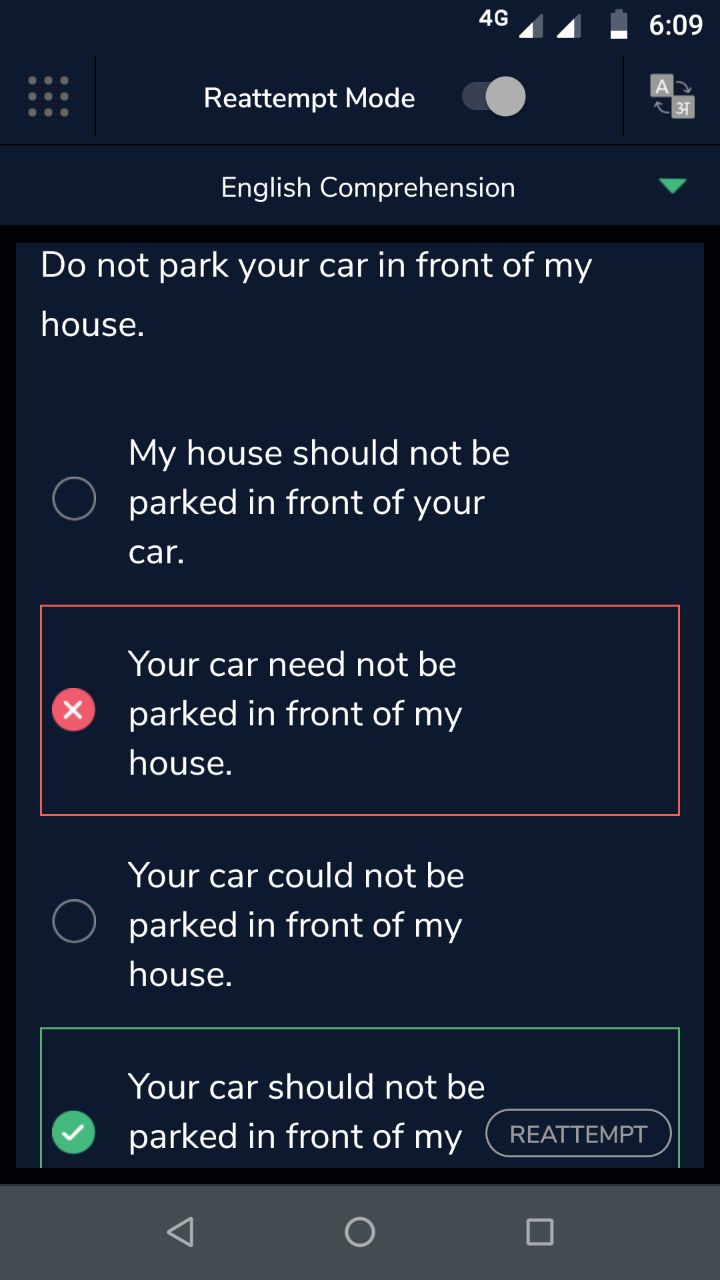 4G 6:09
Reattempt Mode
A
अ
English Comprehension
Do not park your car in front of my
house.
My house should not be
parked in front of your
car.
Your car need not be
parked in front of my
house.
Your car could not be
parked in front of my
house.
Your car should not be
parked in front of my
REATTEMPT